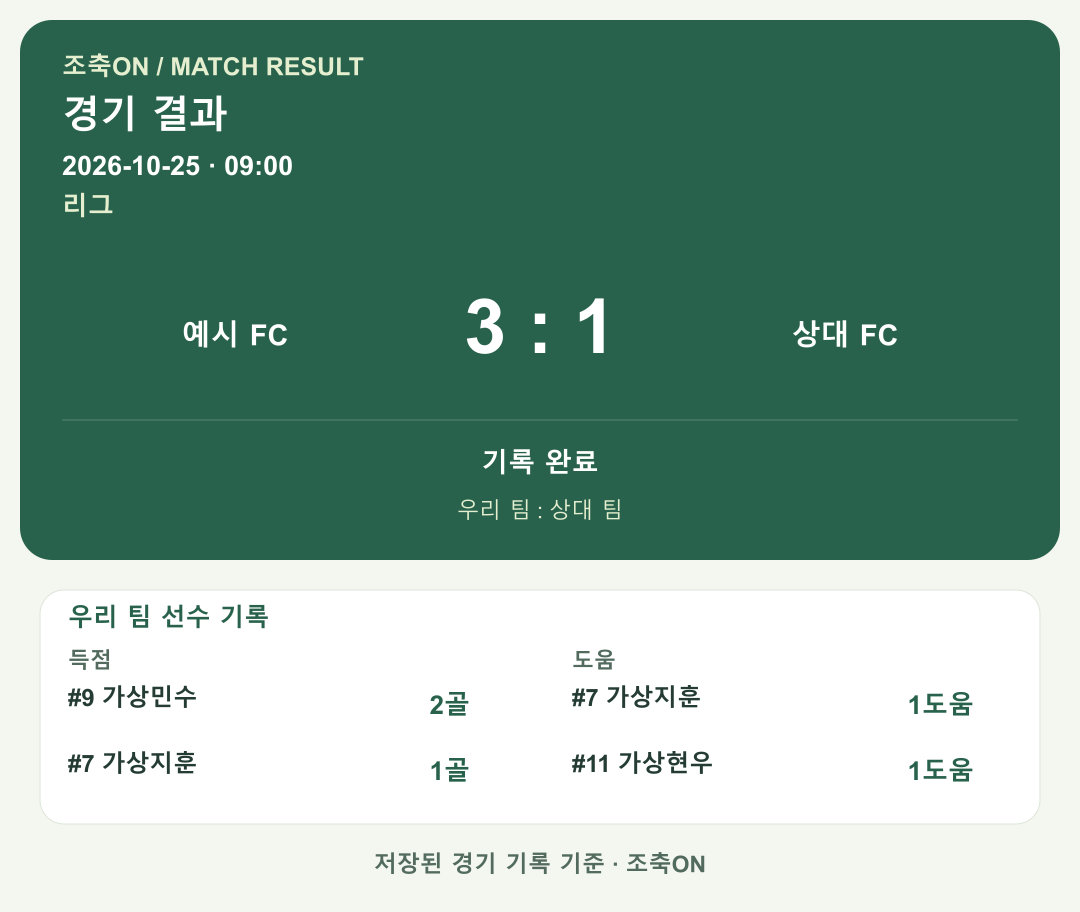 조축ON / MATCH RESULT
경기 결과
2026-10-25 · 09:00
리그
예시 FC 3 : 1 상대 FC
기록 완료
우리 팀 : 상대 팀
우리 팀 선수 기록
득점 도움
#9 가상민수 2골 #7 가상지훈 1도움
#7 가상지훈 1골 #11 가상현우 1도움
저장된 경기 기록 기준 · 조축ON